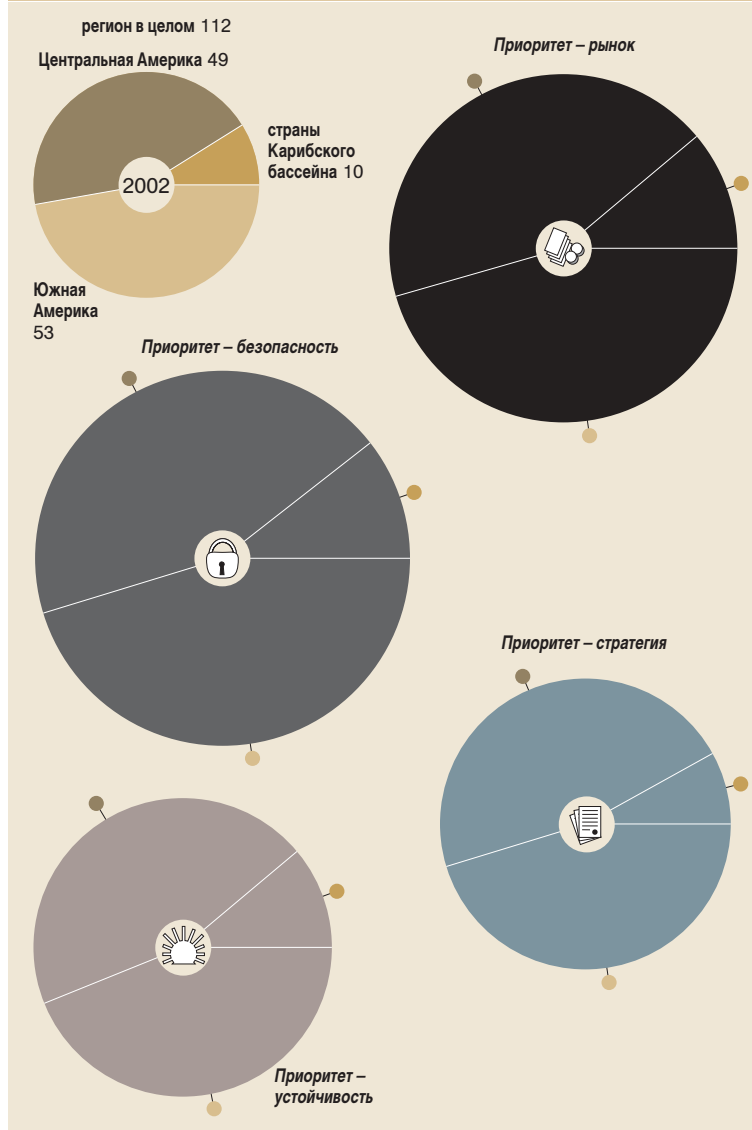 регион в целом 112
Центральная Америка 49
страны
Карибского
бассейна 10
2002
Южная
Америка
53
Приоритет – рынок
Приоритет – безопасность
Приоритет – стратегия
Приоритет –
устойчивость